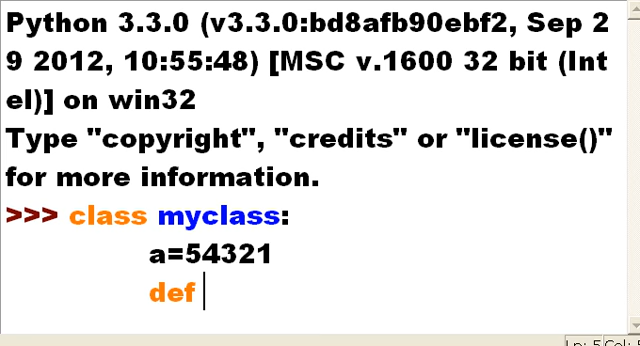 Python 3.3.0 (v3.3.0:bd8afb90ebf2, Sep 2
9 2012, 10:55:48) [MSC v.1600 32 bit (Int
el)] on win32
Type "copyright", "credits" or "license()"
for more information.
>>> class myclass:
a=54321
def